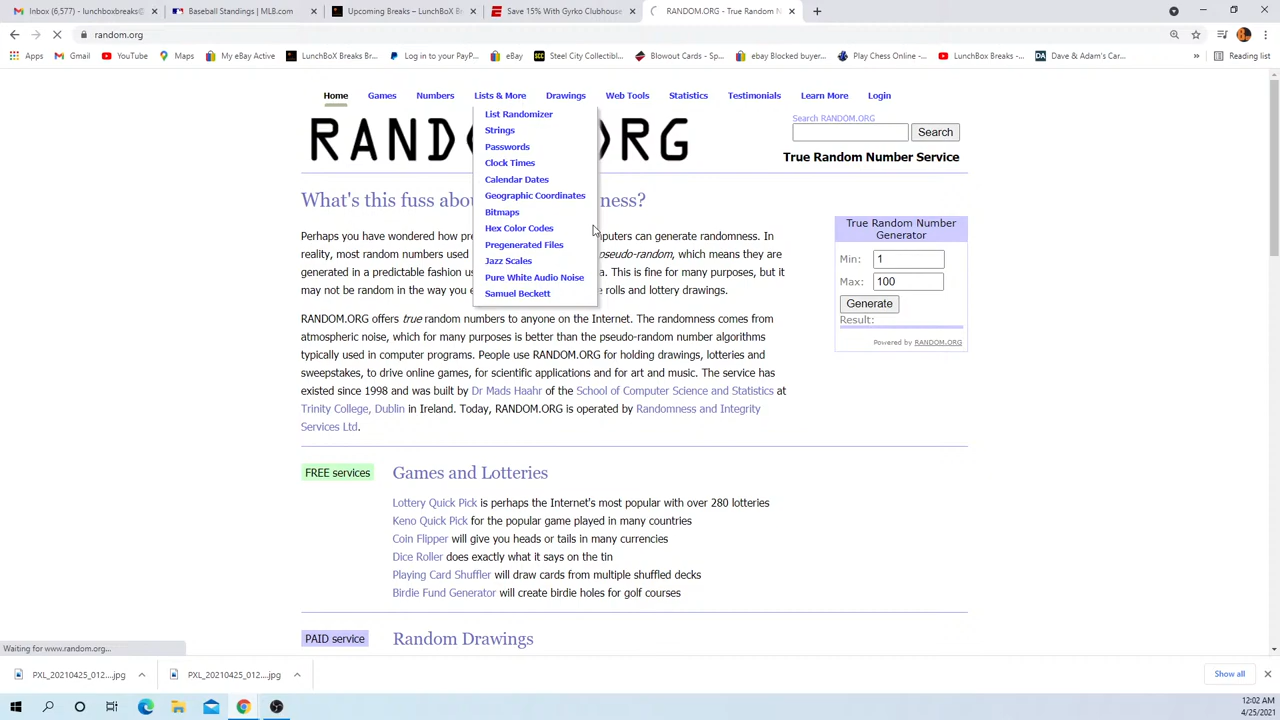 Inbox (6,577) - lunchboxbreaks@
Baseball Standings | MLB.com
Upcoming Breaks – LunchBox Br
Save 15% With Gyrko Clubhouse
RANDOM.ORG - True Random N
random.org
Apps
Gmail
YouTube
Maps
My eBay Active
LunchBox Breaks Br...
Log in to your PayP...
eBay
Steel City Collectibl...
Blowout Cards - Sp...
ebay Blocked buyer...
Play Chess Online -...
LunchBox Breaks -...
Dave & Adam's Car...
»
Reading list
Home Games Numbers Lists & More Drawings Web Tools Statistics Testimonials Learn More Login
List Randomizer
Strings
Passwords
Clock Times
Calendar Dates
Geographic Coordinates
Bitmaps
Hex Color Codes
Pregenerated Files
Jazz Scales
Pure White Audio Noise
Samuel Beckett
Search RANDOM.ORG
Search
True Random Number Service
What's this fuss abo
ness?
Perhaps you have wondered how pre
puters can generate randomness. In
reality, most random numbers used
pseudo-random, which means they are
generated in a predictable fashion us
a. This is fine for many purposes, but it
may not be random in the way you e
rolls and lottery drawings.
RANDOM.ORG offers true random numbers to anyone on the Internet. The randomness comes from
atmospheric noise, which for many purposes is better than the pseudo-random number algorithms
typically used in computer programs. People use RANDOM.ORG for holding drawings, lotteries and
sweepstakes, to drive online games, for scientific applications and for art and music. The service has
existed since 1998 and was built by Dr Mads Haahr of the School of Computer Science and Statistics at
Trinity College, Dublin in Ireland. Today, RANDOM.ORG is operated by Randomness and Integrity
Services Ltd.
True Random Number
Generator
Min: 1
Max: 100
Generate
Result:
Powered by RANDOM.ORG
FREE services
Games and Lotteries
Lottery Quick Pick is perhaps the Internet's most popular with over 280 lotteries
Keno Quick Pick for the popular game played in many countries
Coin Flipper will give you heads or tails in many currencies
Dice Roller does exactly what it says on the tin
Playing Card Shuffler will draw cards from multiple shuffled decks
Birdie Fund Generator will create birdie holes for golf courses
PAID service
Random Drawings
Waiting for www.random.org...
PXL_20210425_012....jpg
PXL_20210425_012....jpg
Show all
12:02 AM
4/25/2021